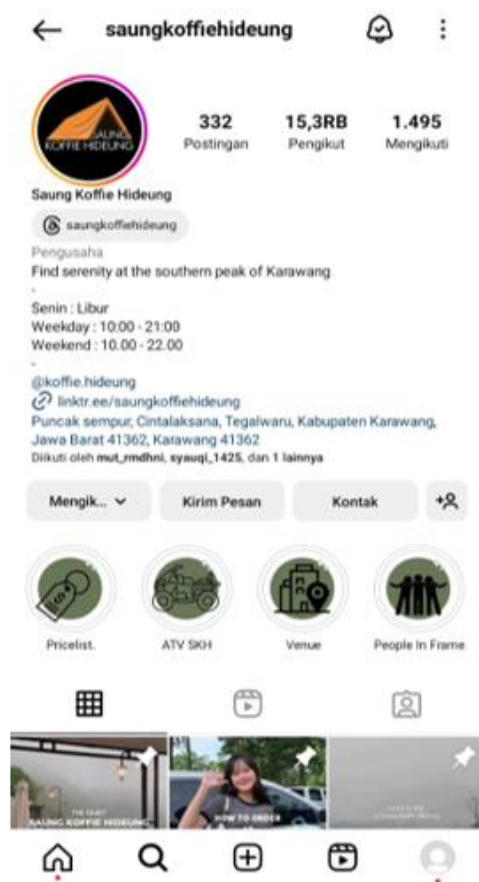 saungkoffiehideung
SAUNG
KOFFIE HIDEUNG
332
Postingan
15,3RB
Pengikut
1.495
Mengikuti
Saung Koffie Hideung
saungkoffiehideung
Pengusaha
Find serenity at the southern peak of Karawang
-
Senin : Libur
Weekday : 10:00 - 21:00
Weekend : 10.00 - 22.00
-
@koffie.hideung
linktr.ee/saungkoffiehideung
Puncak sempur, Cintalaksana, Tegalwaru, Kabupaten Karawang,
Jawa Barat 41362, Karawang 41362
Diikuti oleh mut_rmdhni, syauqi_1425, dan 1 lainnya
Mengik...
Kirim Pesan
Kontak
Pricelist.
ATV SKH
Venue
People In Frame
SAUNG KOFFIE HIDEUNG
HOW TO ORDER